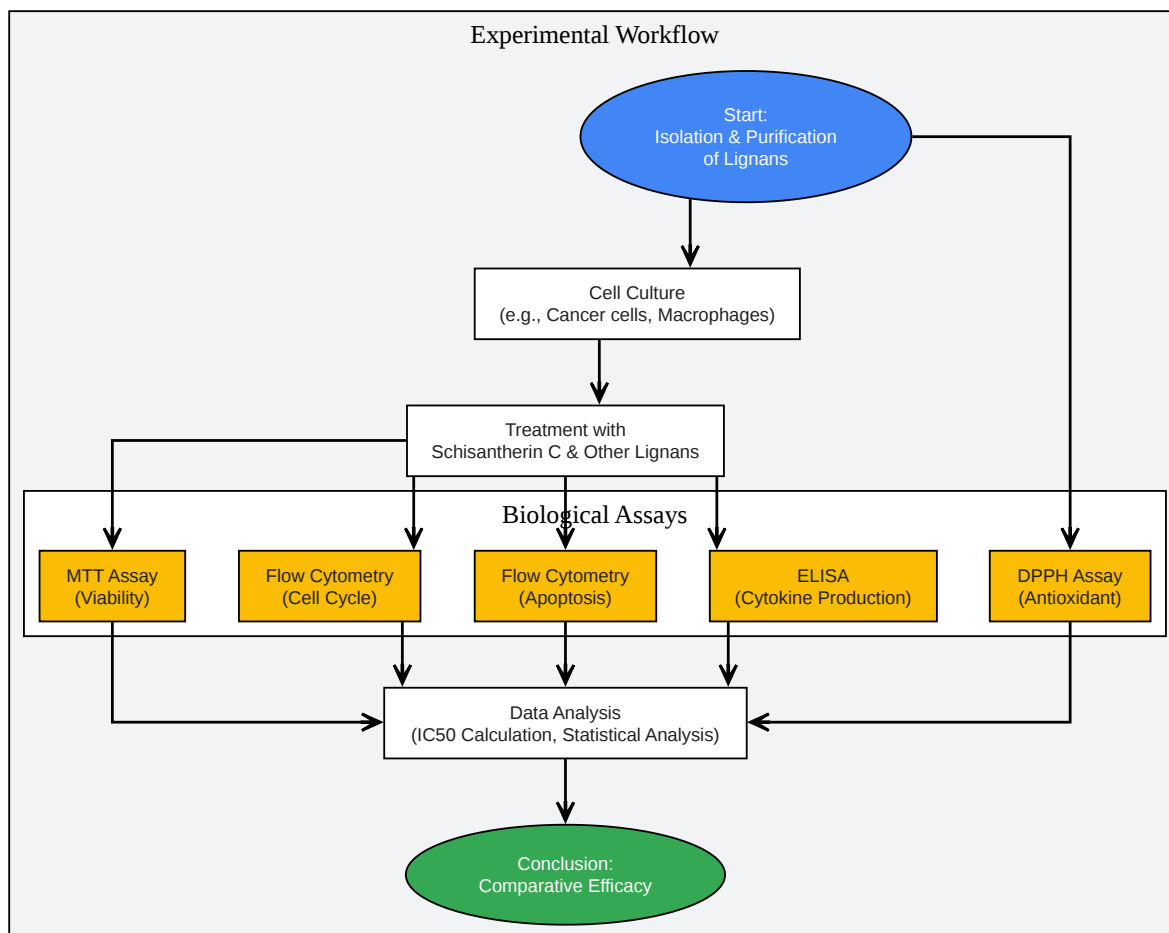 Experimental Workflow
Start:
Isolation & Purification
of Lignans
Cell Culture
(e.g., Cancer cells, Macrophages)
Treatment with
Schisantherin C & Other Lignans
Biological Assays
MTT Assay
(Viability)
Flow Cytometry
(Cell Cycle)
Flow Cytometry
(Apoptosis)
ELISA
(Cytokine Production)
DPPH Assay
(Antioxidant)
Data Analysis
(IC50 Calculation, Statistical Analysis)
Conclusion:
Comparative Efficacy